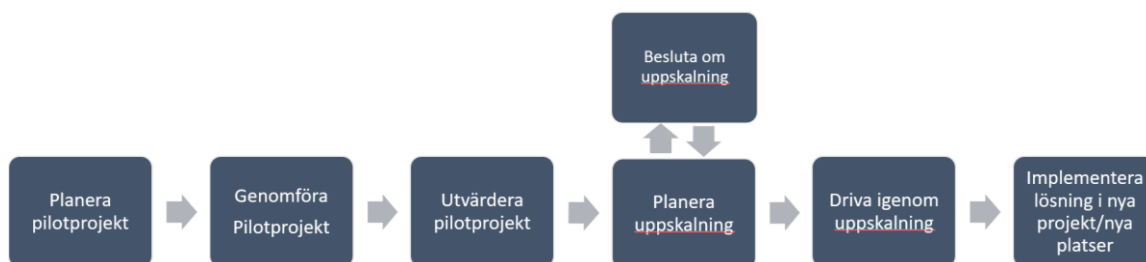 Besluta om
uppskalning
Planera
pilotprojekt
Genomföra
Pilotprojekt
Utvärdera
pilotprojekt
Planera
uppskalning
Driva igenom
uppskalning
Implementera
lösning i nya
projekt/nya
platser